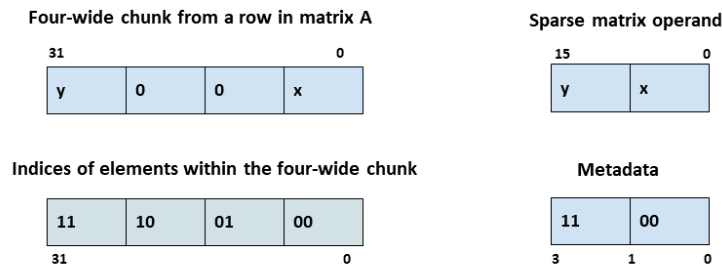 Four-wide chunk from a row in matrix A
31 0
y 0 0 x
Sparse matrix operand
15 0
y x
Indices of elements within the four-wide chunk
11 10 01 00
31 0
Metadata
11 00
3 1 0